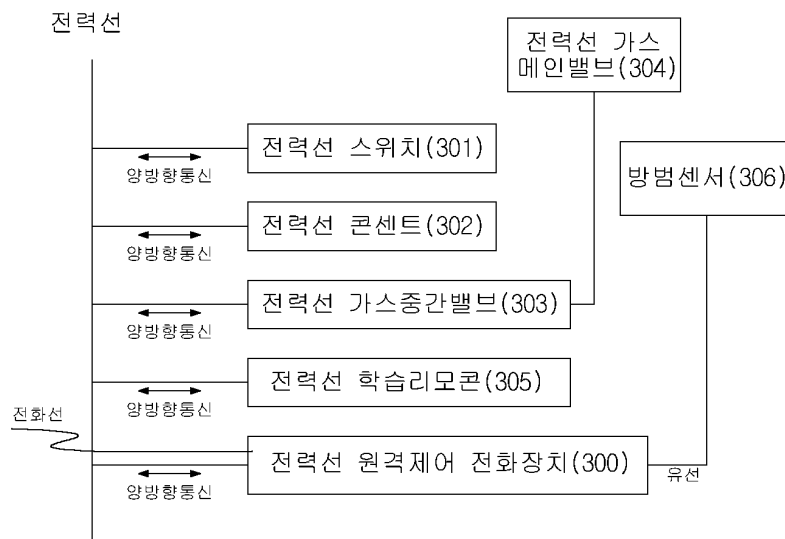 전력선
전력선 가스
메인밸브(304)
전력선 스위치(301)
양방향통신
방범센서(306)
전력선 콘센트(302)
양방향통신
전력선 가스중간밸브(303)
양방향통신
전력선 학습리모콘(305)
양방향통신
전화선
전력선 원격제어 전화장치(300)
유선
양방향통신